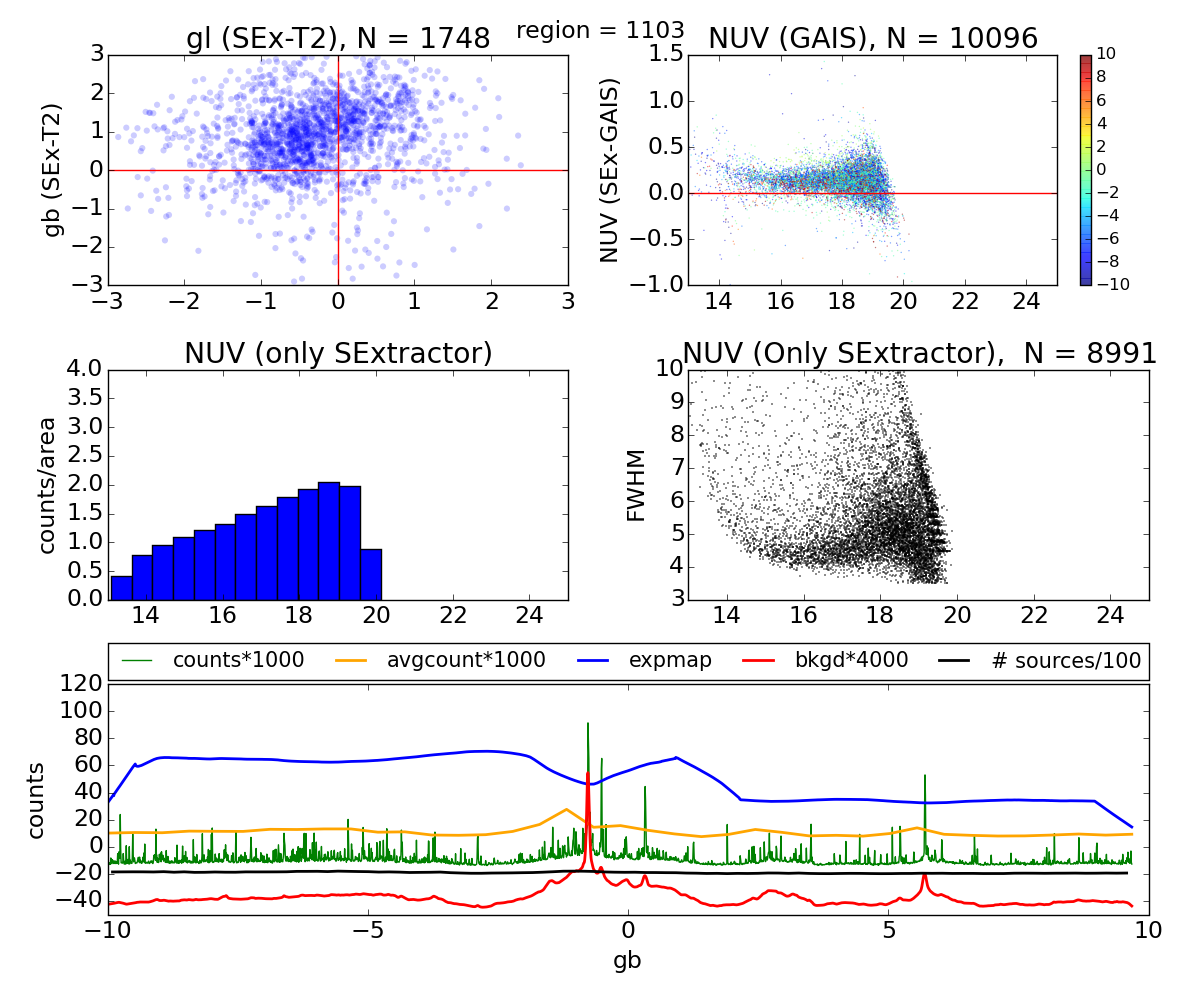 region = 1103
gl (SEx-T2), N = 1748
gb (SEx-T2)
3
2
1
0
−1
−2
−3
−3 −2 −1 0 1 2 3
NUV (GAIS), N = 10096
NUV (SEx-GAIS)
1.5
1.0
0.5
0.0
−0.5
−1.0
14 16 18 20 22 24
10
8
6
4
2
0
−2
−4
−6
−8
−10
NUV (only SExtractor)
counts/area
4.0
3.5
3.0
2.5
2.0
1.5
1.0
0.5
0.0
14 16 18 20 22 24
NUV (Only SExtractor), N = 8991
FWHM
10
9
8
7
6
5
4
3
14 16 18 20 22 24
counts*1000 avgcount*1000 expmap bkgd*4000 # sources/100
counts
120
100
80
60
40
20
0
−20
−40
−10 −5 0 5 10
gb